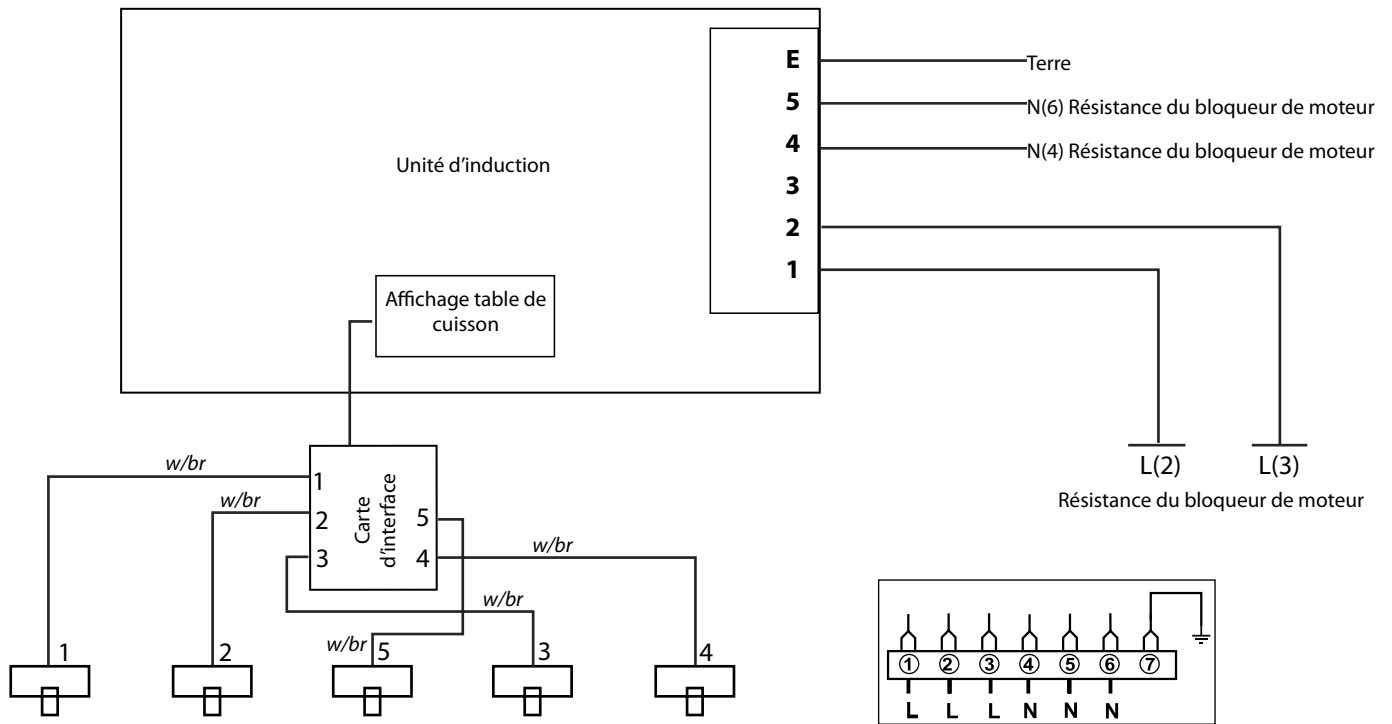 E
Terre
5
N(6) Résistance du bloqueur de moteur
4
N(4) Résistance du bloqueur de moteur
Unité d’induction
3
2
1
Affichage table de
cuisson
L(2)
L(3)
Résistance du bloqueur de moteur
w/br
1
w/br
2
5
3
4
Carte
d’interface
w/br
w/br
w/br
1
2
5
3
4
1 2 3 4 5 6 7
L L L N N N